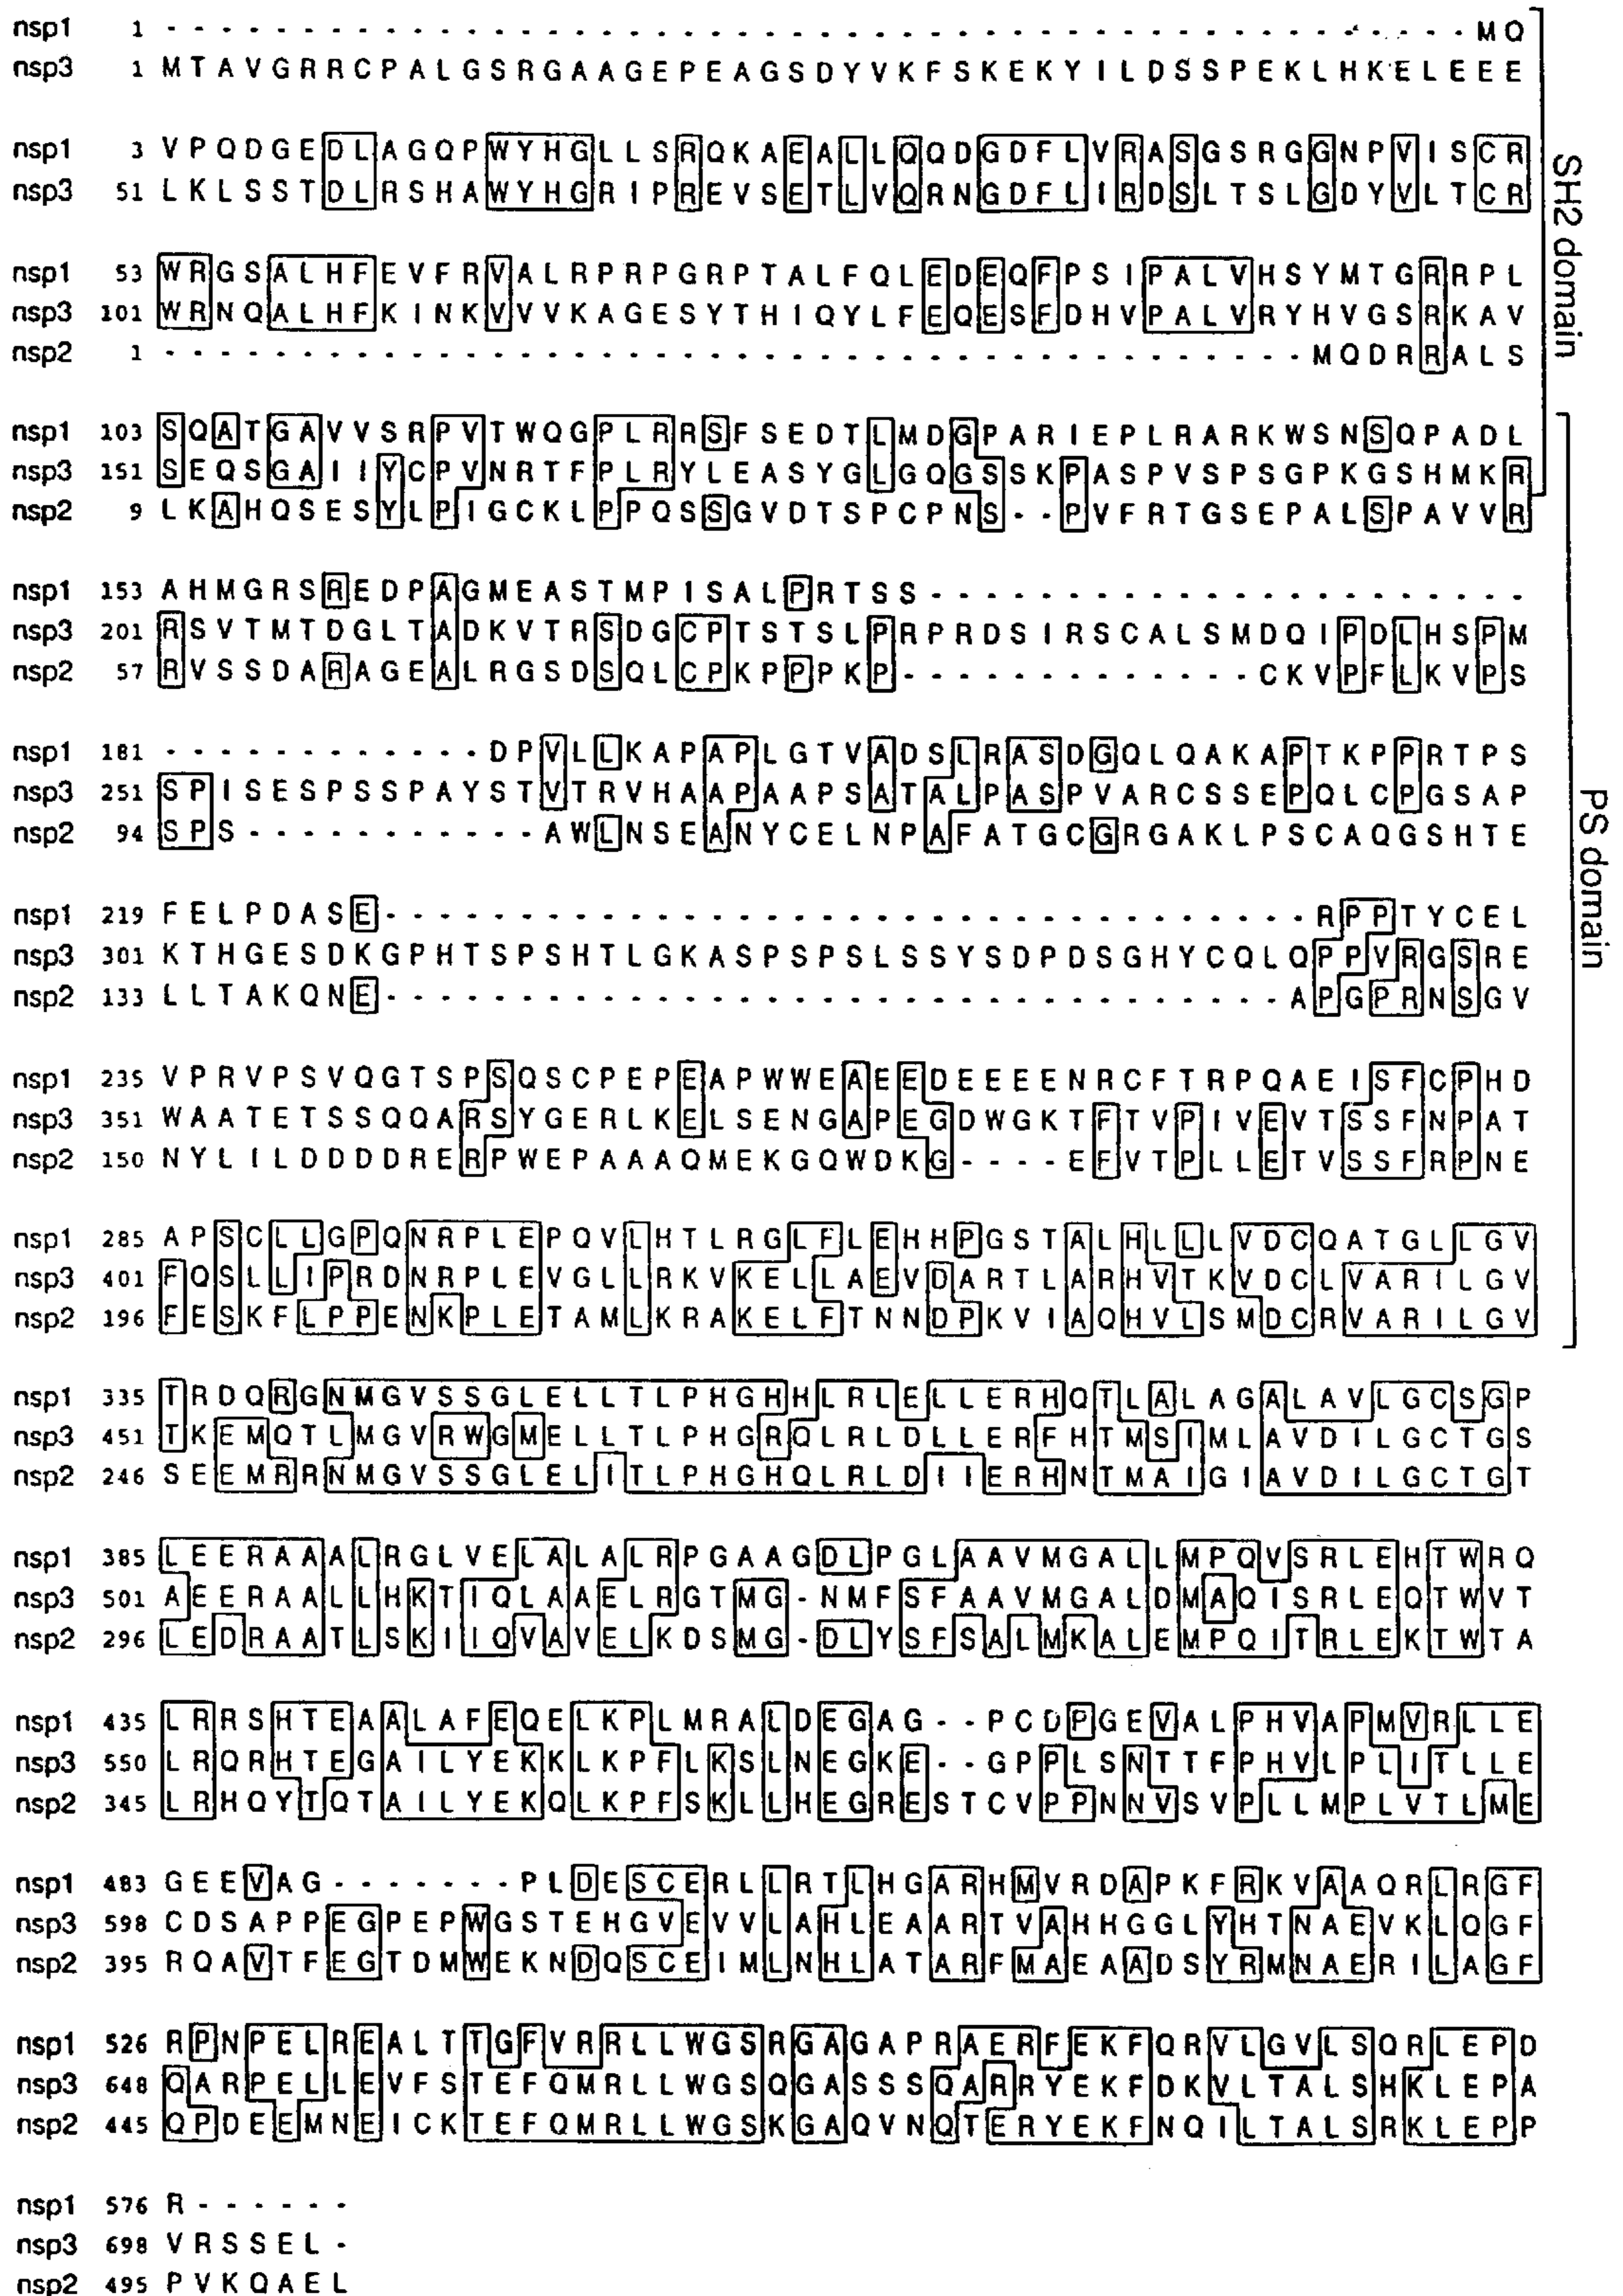 nsp1 1 ------------------------------------------------MQ
nsp3 1 MTAVGRRCPALGSRGAAGEPEAGSDYVKFSKEKYILDSSPEKLHKELEEE
SH2 domain
nsp1 3 VPQDGEDLAGQPWYHGLLSRQKAEALLQQDGDFLVRASGSRGGNPVISCR
nsp3 51 LKLSSTDLRSHAWYHGRIPREVSETLVQRNGDFLIRDSLTSLGDYVLTCR
nsp1 53 WRGSALHFEVFRVALRPRPGRPTALFQLEDEQFPSIPALVHSYMTGRRPL
nsp3 101 WRNQALHFKINKVVVKAGESYTHIQYLFEQESFDHVPALVRYHVGSRKAV
nsp2 1 ------------------------------------------MQDRRALS
nsp1 103 SQATGAVVSRPVTWQGPLRRSFSEDTLMDGPARIEPLRARKWSNSQPADL
nsp3 151 SEQSGAIIYCPVNRTFPLRYLEASYGLGQGSSKPASPVSPSGPKGSHMKR
nsp2 9 LKAHQSESYLPIGCKLPPQSSGVDTSPCPNS--PVFRTGSEPALSPAVVR
nsp1 153 AHMGRSREDPAGMEASTMPISALPRTSS----------------------
nsp3 201 RSVTMTDGLTADKVTRSDGCPTSTSLPRPRDSIRSCALSMDQIPDLHSPM
nsp2 57 RVSSDARAGEALRGSDSQLCPKPPPKP-------------CKVPFLKVPS
PS domain
nsp1 181 ------------DPVLLKAPAPLGTVADSLRASDGQLQAKAPTKPPRTPS
nsp3 251 SPISESPSSPAYSTVTRVHAAPAAPSATALPASPVARCSSEPQLCPGSAP
nsp2 94 SPS-----------AWLNSEANYCELNPAFATGCGRGAKLPSCAQGSHTE
nsp1 219 FELPDASE----------------------------------RPPTYCEL
nsp3 301 KTHGESDKGPHTSPSHTLGKASPSPSLSSYSDPDSGHYCQLQPPVRGSRE
nsp2 133 LLTAKQNE---------------------------------APGPRNSGV
nsp1 235 VPRVPSVQGTSPSQSCPEPEAPWWEAEEDEEEENRCFTRPQAEISFCPHD
nsp3 351 WAATETSSQQARSYGERLKELSENGAPEGDWGKTFTVPIVEVTSSFNPAT
nsp2 150 NYLILDDDDRERPWEPAAAQMEKGQWDKG----EFVTPLLETVSSFRPNE
nsp1 285 APSCLLGPQNRPLEPQVLHTLRGLFLEHHPGSTALHLLLVDCQATGLLGV
nsp3 401 FQSLLIPRDNRPLEVGLLRKVKELLAEVDARTLARHVTKVDCLVARILGV
nsp2 196 FESKFLPPENKPLETAMLKRAKELFTNNDPKVIAQHVLSMDCRVARILGV
nsp1 335 TRDQRGNMGVSSGLELLTLPHGHHLRLELLERHQTLALAGALAVLGCSGP
nsp3 451 TKEMQTLMGVRWGMELLTLPHGRQLRLDLLERFHTMSIMLAVDILGCTGS
nsp2 246 SEEMRRNMGVSSGLELITLPHGHQLRLDIIERHNTMAIGIAVDILGCTGT
nsp1 385 LEERAAALRGLVELALALRPGAAGDLPGLAAVMGALLMPQVSRLEHTWRQ
nsp3 501 AEERAALLHKTIQLAAELRGTMG-NMFSFAAVMGALDMAQISRLEQTWVT
nsp2 296 LEDRAATLSKIIQVAVELKDSMG-DLYSFSALMKALEMPQITRLEKTWTA
nsp1 435 LRRSHTEAALAFEQELKPLMRALDEGAG--PCDPGEVALPHVAPMVRLLE
nsp3 550 LRQRHTEGAILYEKKLKPFLKSLNEGKE--GPPLSNTTFPHVLPLITLLE
nsp2 345 LRHQYTQTAILYEKQLKPFSKLLHEGRESTCVPPNNVSVPLLMPLVTLME
nsp1 483 GEEVAG-------PLDESCERLLRTLHGARHMVRDAPKFRKVAAQRLRGF
nsp3 598 CDSAPPEGPEPWGSTEHGVEVVLAHLEAARTVAHHGGLYHTNAEVKLQGF
nsp2 395 RQAVTFEGTDMWEKNDQSCEIMLNHLATARFMAEAADSYRMNAERILAGF
nsp1 526 RPNPELREALTTGFVRRLLWGSRGAGAPRAERFEKFQRVLGVLSQRLEPD
nsp3 648 QARPELLEVFSTEFQMRLLWGSQGASSSQARRYEKFDKVLTALSHKLEPA
nsp2 445 QPDEEMNEICKTEFQMRLLWGSKGAQVNQTERYEKFNQILTALSRKLEPP
nsp1 576 R------
nsp3 698 VRSSEL-
nsp2 495 PVKQAEL